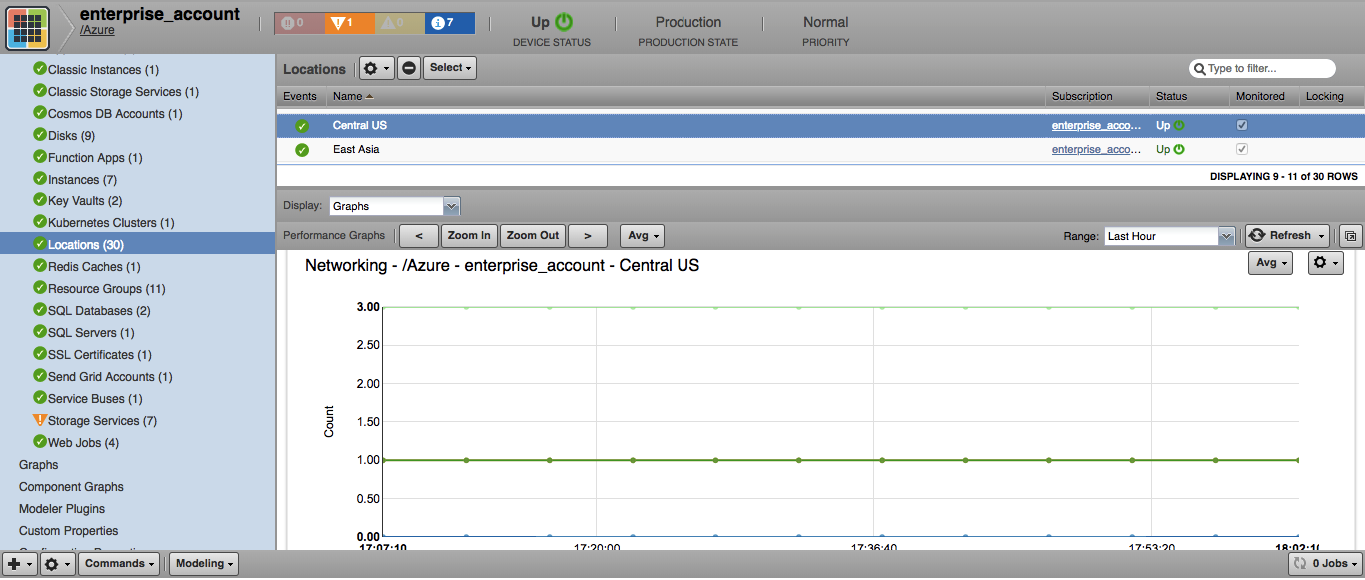 enterprise_account
/Azure
0
1
0
7
Up
DEVICE STATUS
Production
PRODUCTION STATE
Normal
PRIORITY
Classic Instances (1)
Classic Storage Services (1)
Cosmos DB Accounts (1)
Disks (9)
Function Apps (1)
Instances (7)
Key Vaults (2)
Kubernetes Clusters (1)
Locations (30)
Redis Caches (1)
Resource Groups (11)
SQL Databases (2)
SQL Servers (1)
SSL Certificates (1)
Send Grid Accounts (1)
Service Buses (1)
Storage Services (7)
Web Jobs (4)
Graphs
Component Graphs
Modeler Plugins
Custom Properties
Locations
Select
Type to filter...
Events Name Subscription Status Monitored Locking
Central US enterprise_acco... Up
East Asia enterprise_acco... Up
DISPLAYING 9 - 11 of 30 ROWS
Display: Graphs
Performance Graphs < Zoom In Zoom Out > Avg Range: Last Hour Refresh
Networking - /Azure - enterprise_account - Central US
Avg
3.00
2.50
2.00
1.50
1.00
0.50
0.00
Count
17:07:10 17:20:00 17:36:40 17:53:20 18:02:10
Commands Modeling 0 Jobs